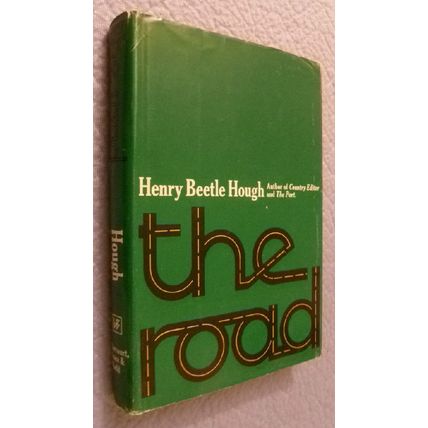 Henry Beetle Hough
Author of Country Editor
and The Port.
the
road
Hough